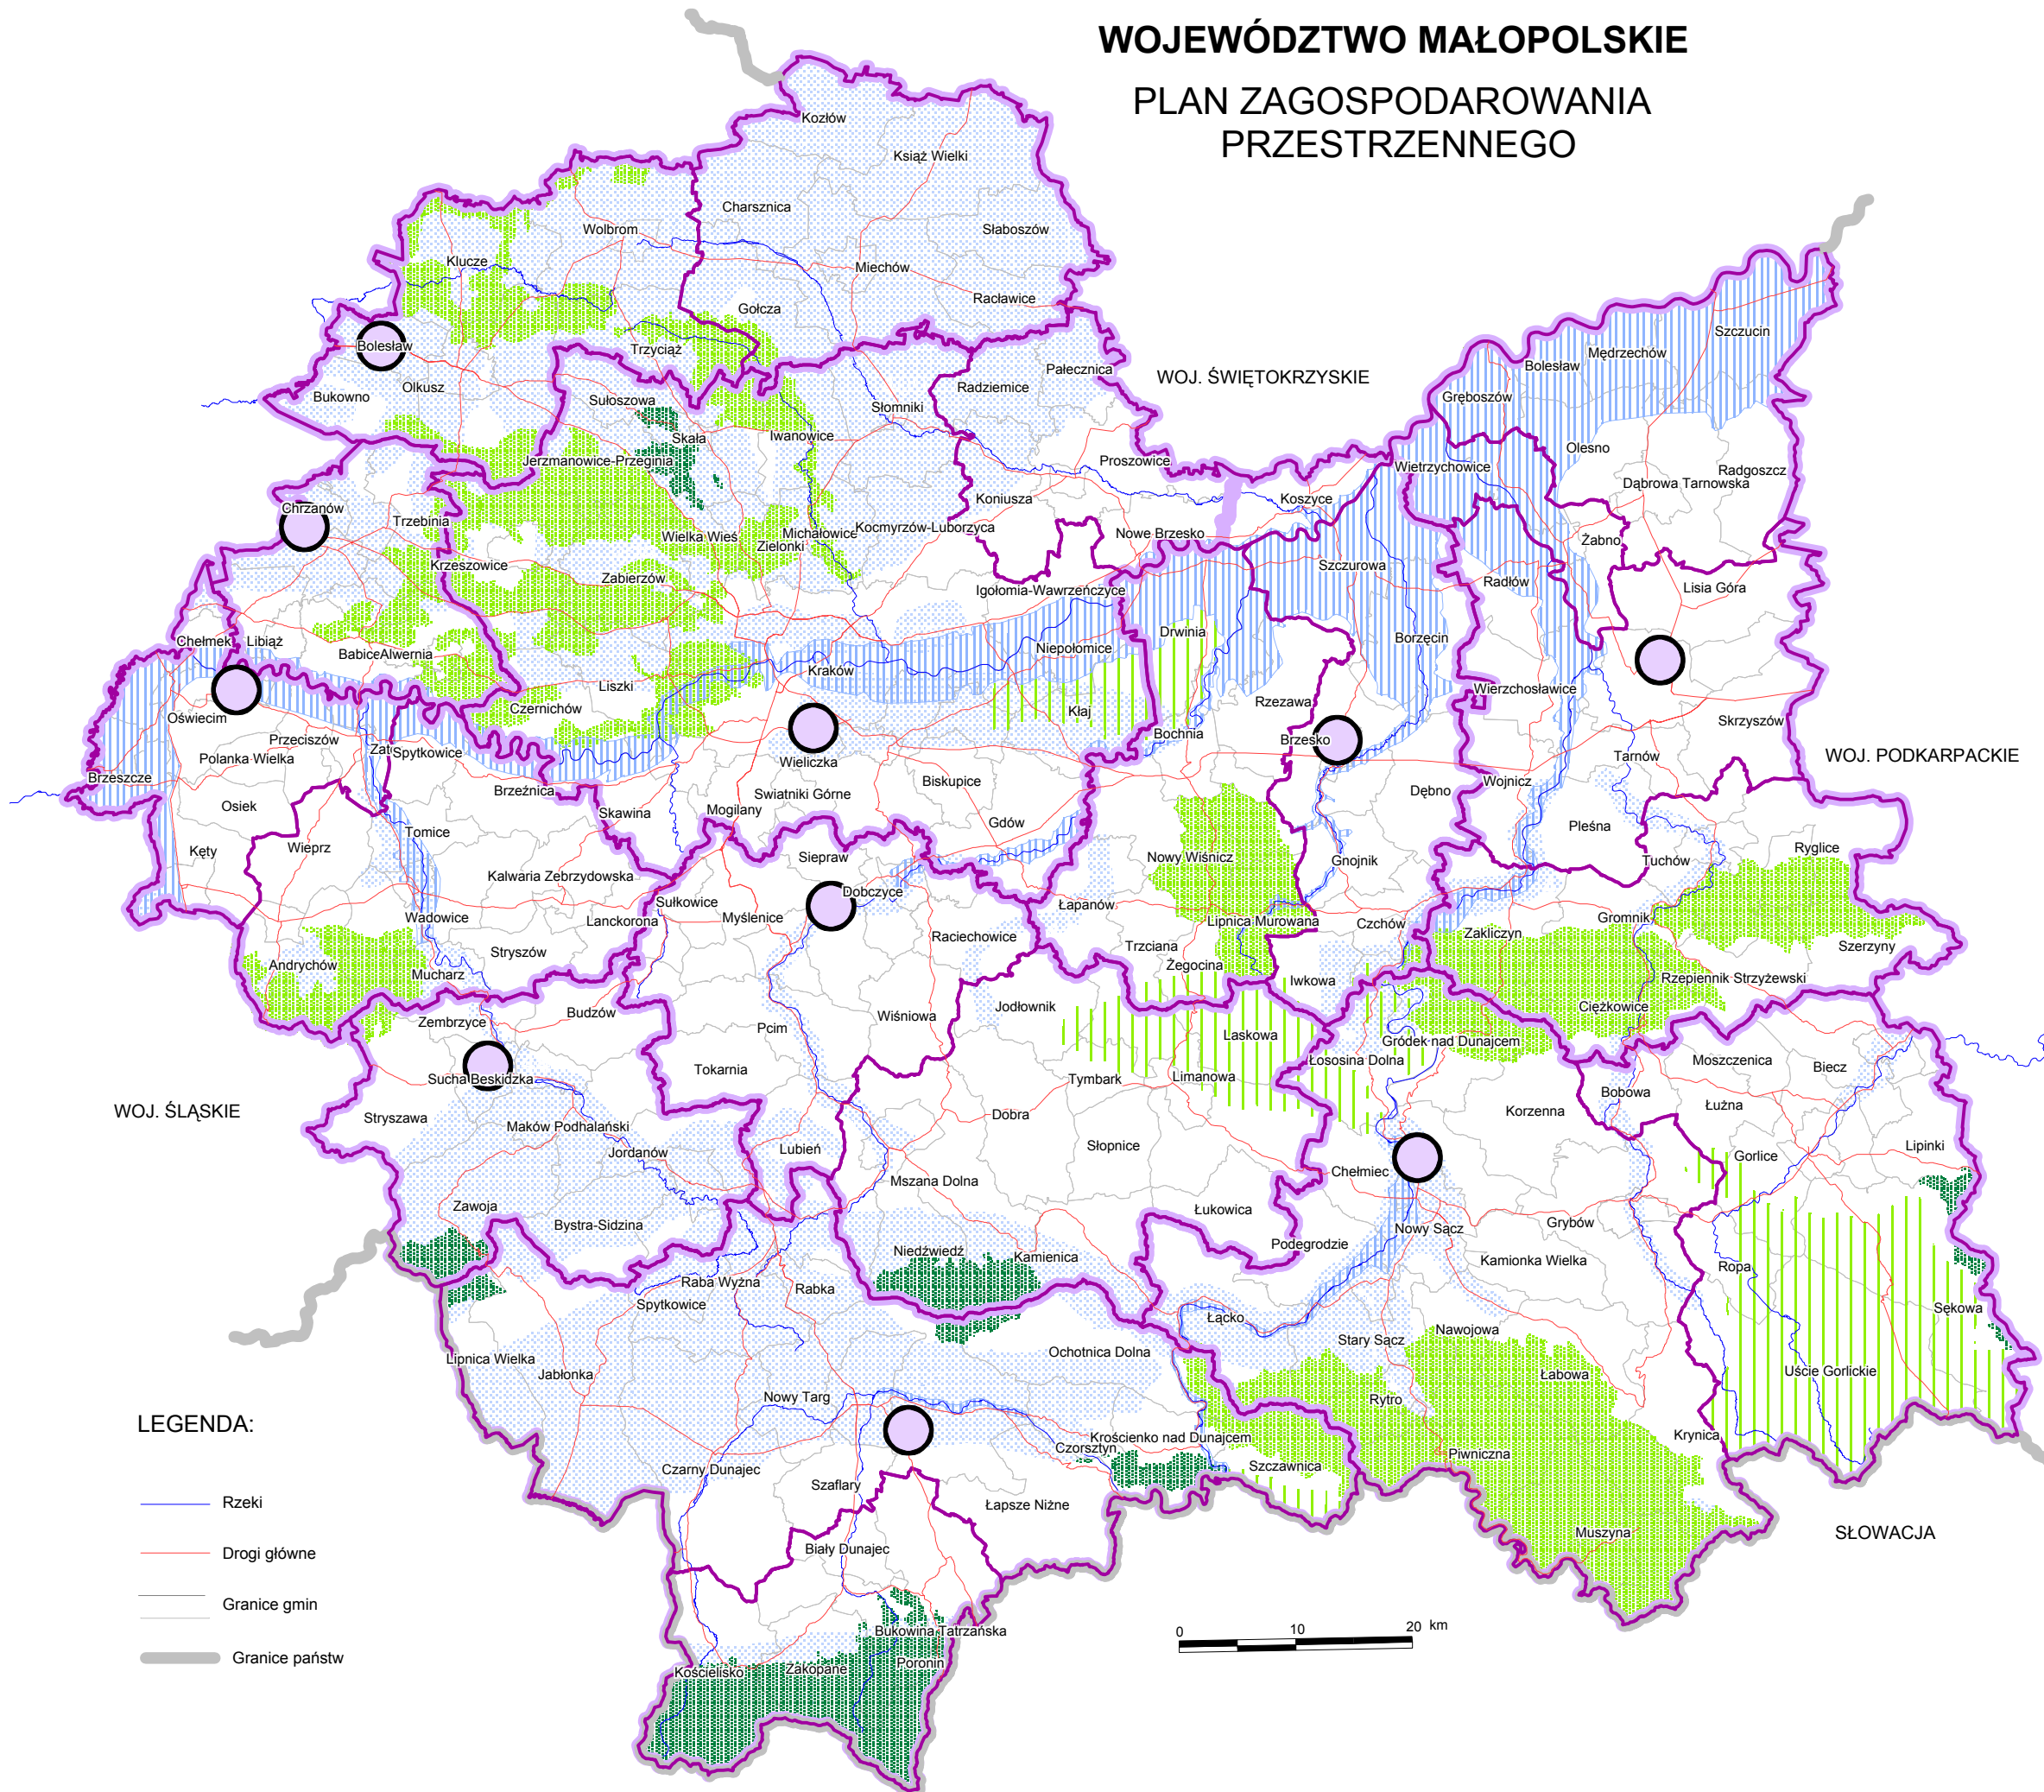 WOJEWÓDZTWO MAŁOPOLSKIE
PLAN ZAGOSPODAROWANIA
PRZESTRZENNEGO
Kozłów
Książ Wielki
Charsznica
Wolbrom
Słaboszów
Klucze
Miechów
Racławice
Gołcza
Szczucin
Bolesław
Trzyciąż
Mędrzechów
Bolesław
Pałecznica
WOJ. ŚWIĘTOKRZYSKIE
Radziemice
Olkusz
Bukowno
Sułoszowa
Słomniki
Gręboszów
Skała
Iwanowice
Olesno
Jerzmanowice-Przeginia
Proszowice
Wietrzychowice
Radgoszcz
Dąbrowa Tarnowska
Koniusza
Koszyce
Chrzanów
Trzebinia
Kocmyrzów-Luborzyca
Michałowice
Wielka Wieś
Zielonki
Nowe Brzesko
Żabno
Krzeszowice
Szczurowa
Zabierzów
Radłów
Igołomia-Wawrzeńczyce
Lisia Góra
Drwinia
Borzęcin
Chełmek
Libiąż
Niepołomice
Babice
Alwernia
Kraków
Liszki
Wierzchosławice
Czernichów
Kłaj
Rzezawa
Oświecim
Skrzyszów
Bochnia
Przeciszów
Brzesko
Zat
Spytkowice
Polanka Wielka
Wieliczka
Tarnów
WOJ. PODKARPACKIE
Brzeszcze
Biskupice
Wojnicz
Brzeźnica
Swiatniki Górne
Dębno
Osiek
Mogilany
Skawina
Gdów
Pleśna
Tomice
Wieprz
Kęty
Siepraw
Nowy Wiśnicz
Gnojnik
Tuchów
Ryglice
Kalwaria Zebrzydowska
Dobczyce
Sułkowice
Łapanów
Wadowice
Lanckorona
Myślenice
Lipnica Murowana
Czchów
Gromnik
Zakliczyn
Raciechowice
Trzciana
Szerzyny
Stryszów
Andrychów
Mucharz
Żegocina
Iwkowa
Rzepiennik Strzyżewski
Jodłownik
Ciężkowice
Budzów
Zembrzyce
Wiśniowa
Pcim
Laskowa
Gródek nad Dunajcem
Łososina Dolna
Moszczenica
Biecz
Tokarnia
Sucha Beskidzka
Tymbark
Limanowa
Bobowa
WOJ. ŚLĄSKIE
Stryszawa
Dobra
Korzenna
Łużna
Maków Podhalański
Słopnice
Lubień
Lipinki
Jordanów
Gorlice
Chełmiec
Mszana Dolna
Zawoja
Łukowica
Bystra-Sidzina
Grybów
Nowy Sącz
Podegrodzie
Niedźwiedź
Kamienica
Kamionka Wielka
Ropa
Raba Wyżna
Rabka
Spytkowice
Sękowa
Łącko
Nawojowa
Stary Sącz
Ochotnica Dolna
Lipnica Wielka
Jabłonka
Łabowa
Uście Gorlickie
Nowy Targ
Rytro
LEGENDA:
Krościenko nad Dunajcem
Krynica
Czorsztyn
Piwniczna
Szczawnica
Czarny Dunajec
Szaflary
Rzeki
Łapsze Niżne
Muszyna
SŁOWACJA
Biały Dunajec
Drogi główne
Granice gmin
0 10 20 km
Bukowina Tatrzańska
Granice państw
Poronin
Zakopane
Kościelisko